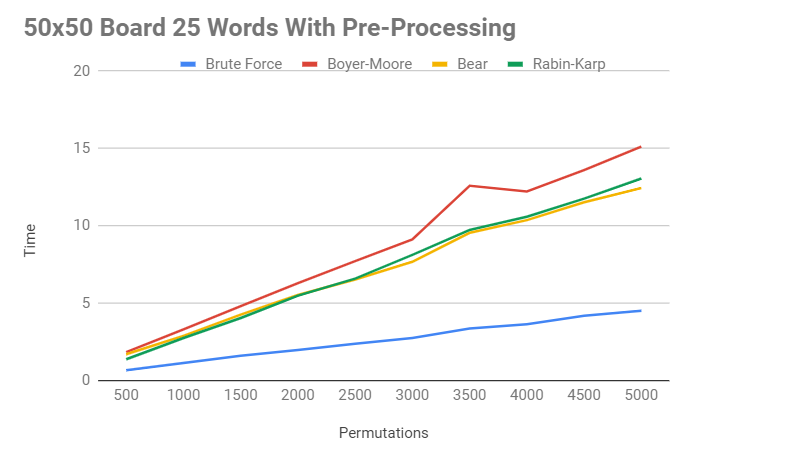 50x50 Board 25 Words With Pre-Processing
Brute Force Boyer-Moore Bear Rabin-Karp
20
15
10
5
0
Time
500 1000 1500 2000 2500 3000 3500 4000 4500 5000
Permutations